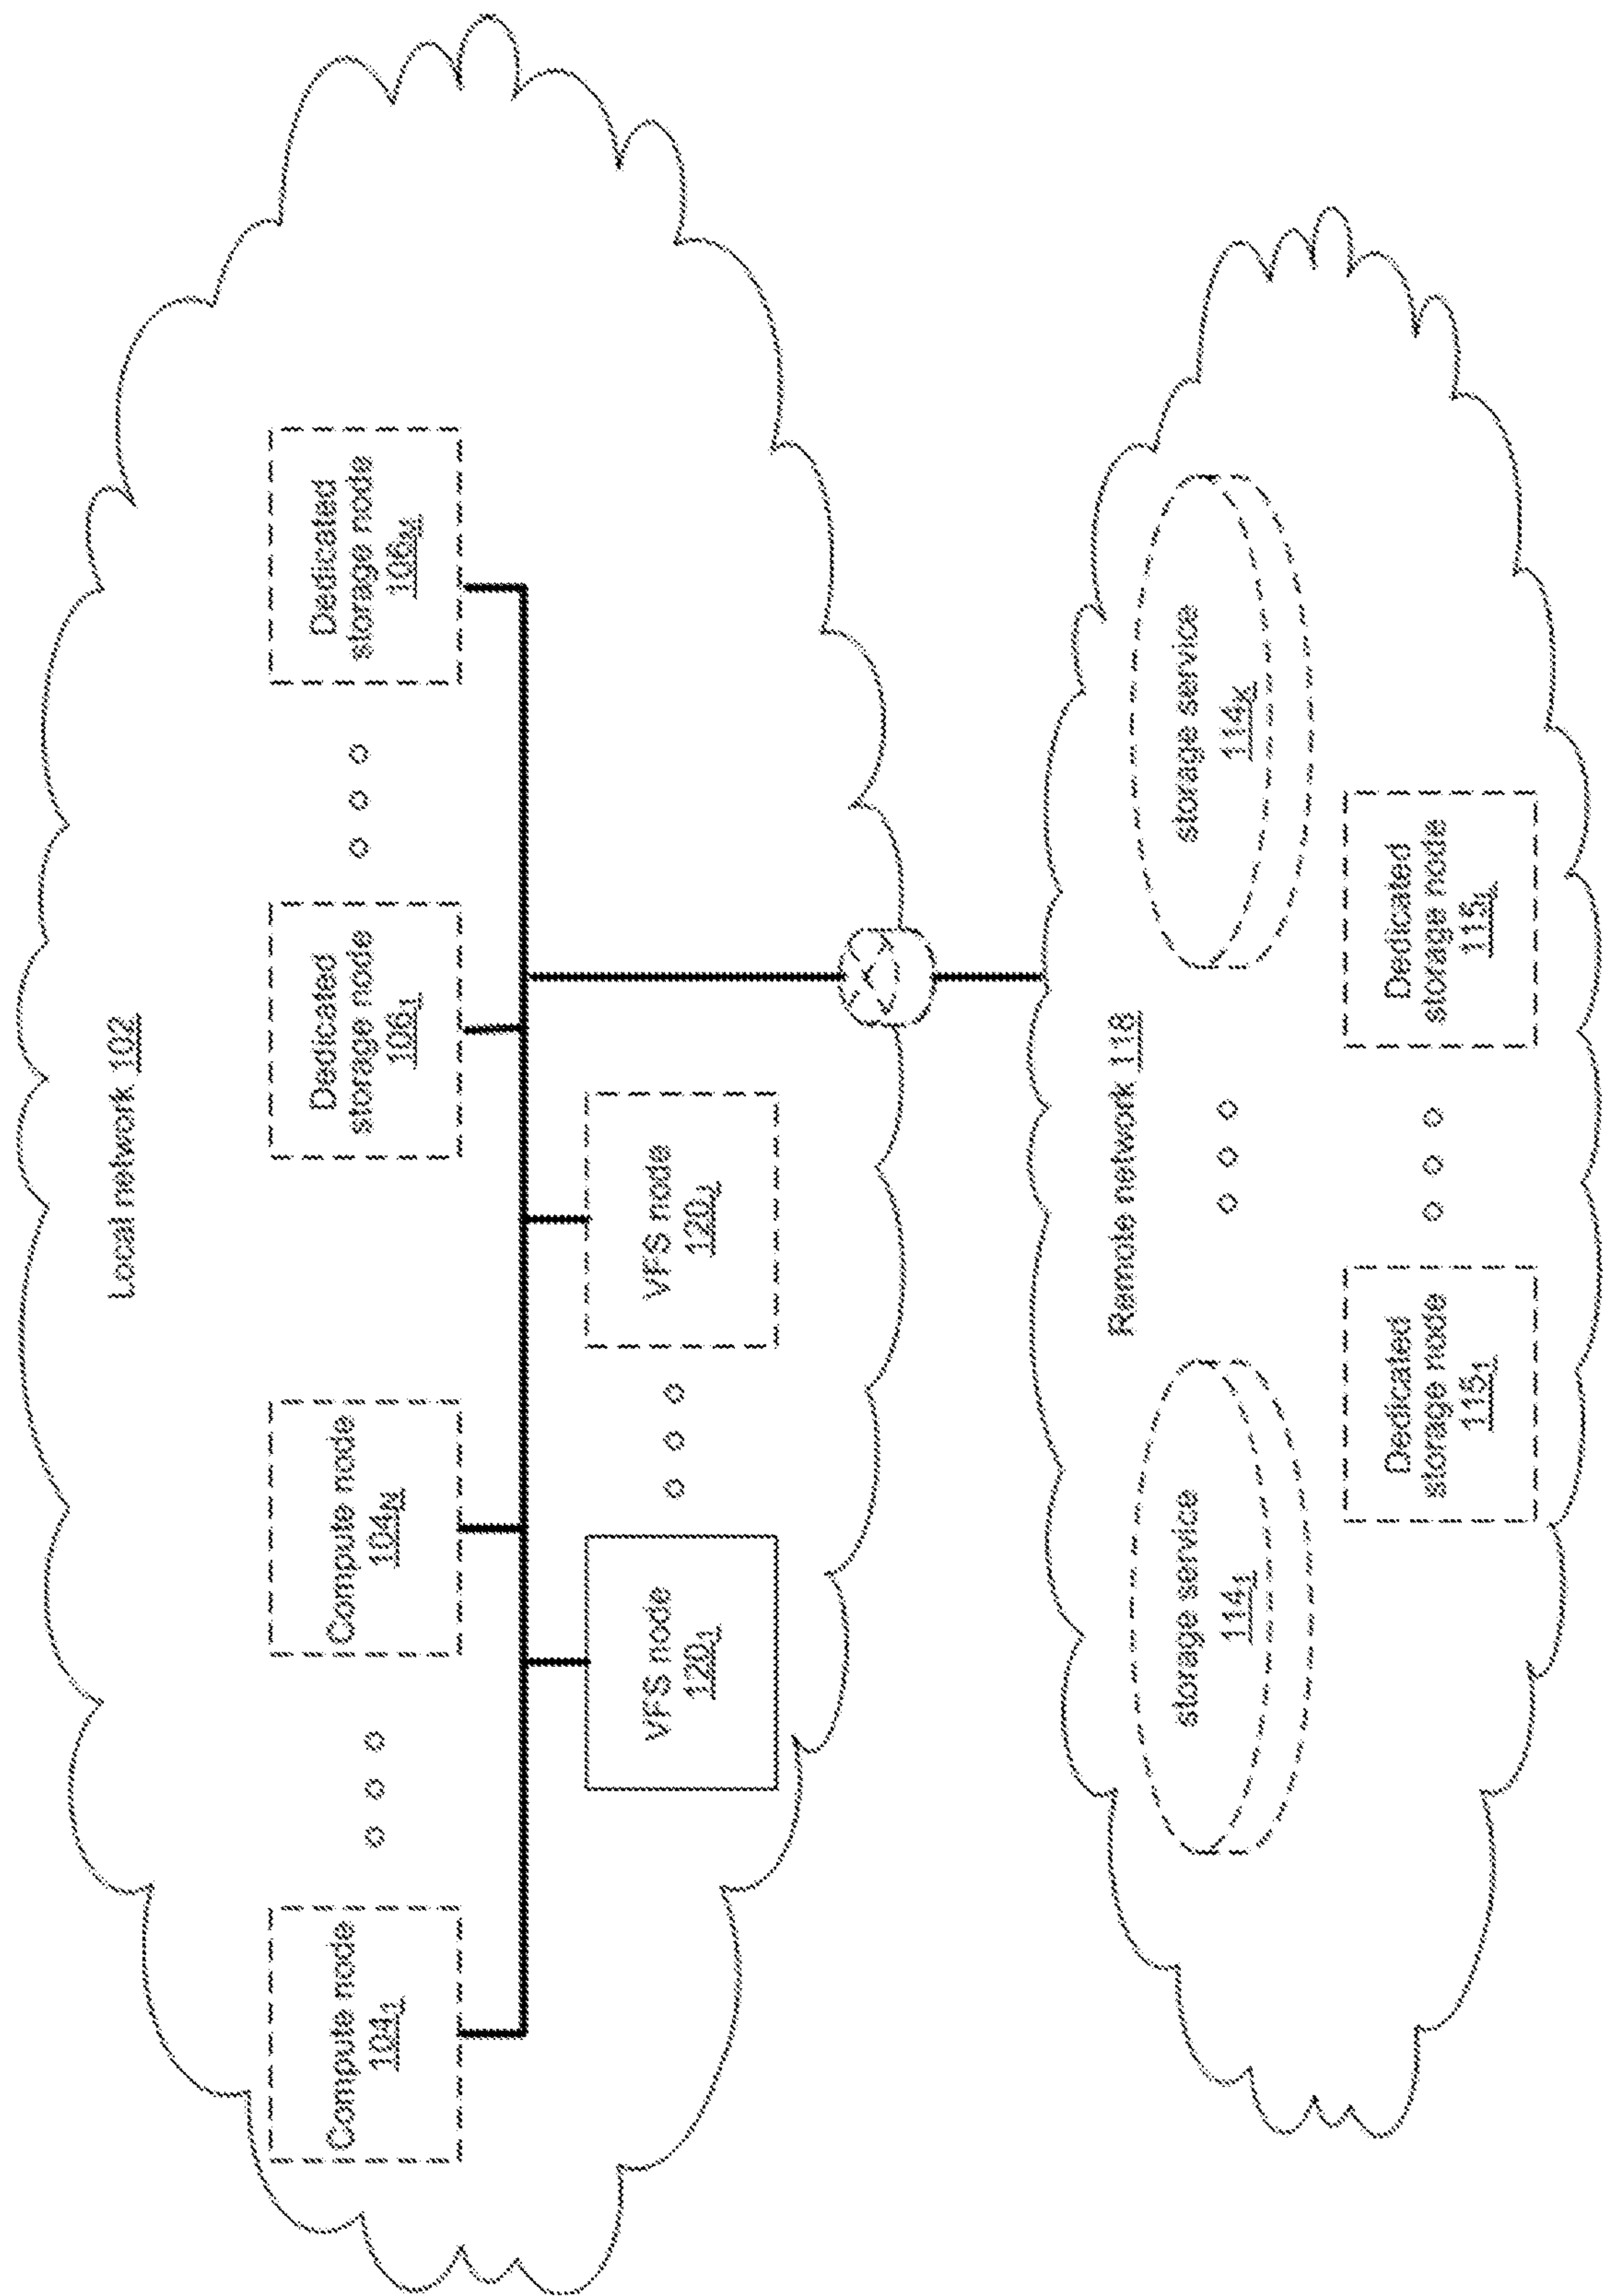 Local network 102
Compute node
104₁
Compute node
104N
Dedicated
storage node
106₁
Dedicated
storage node
106M
VFS node
120₁
VFS node
120J
Remote network 118
storage service
114₁
storage service
114K
Dedicated
storage node
115₁
Dedicated
storage node
115L